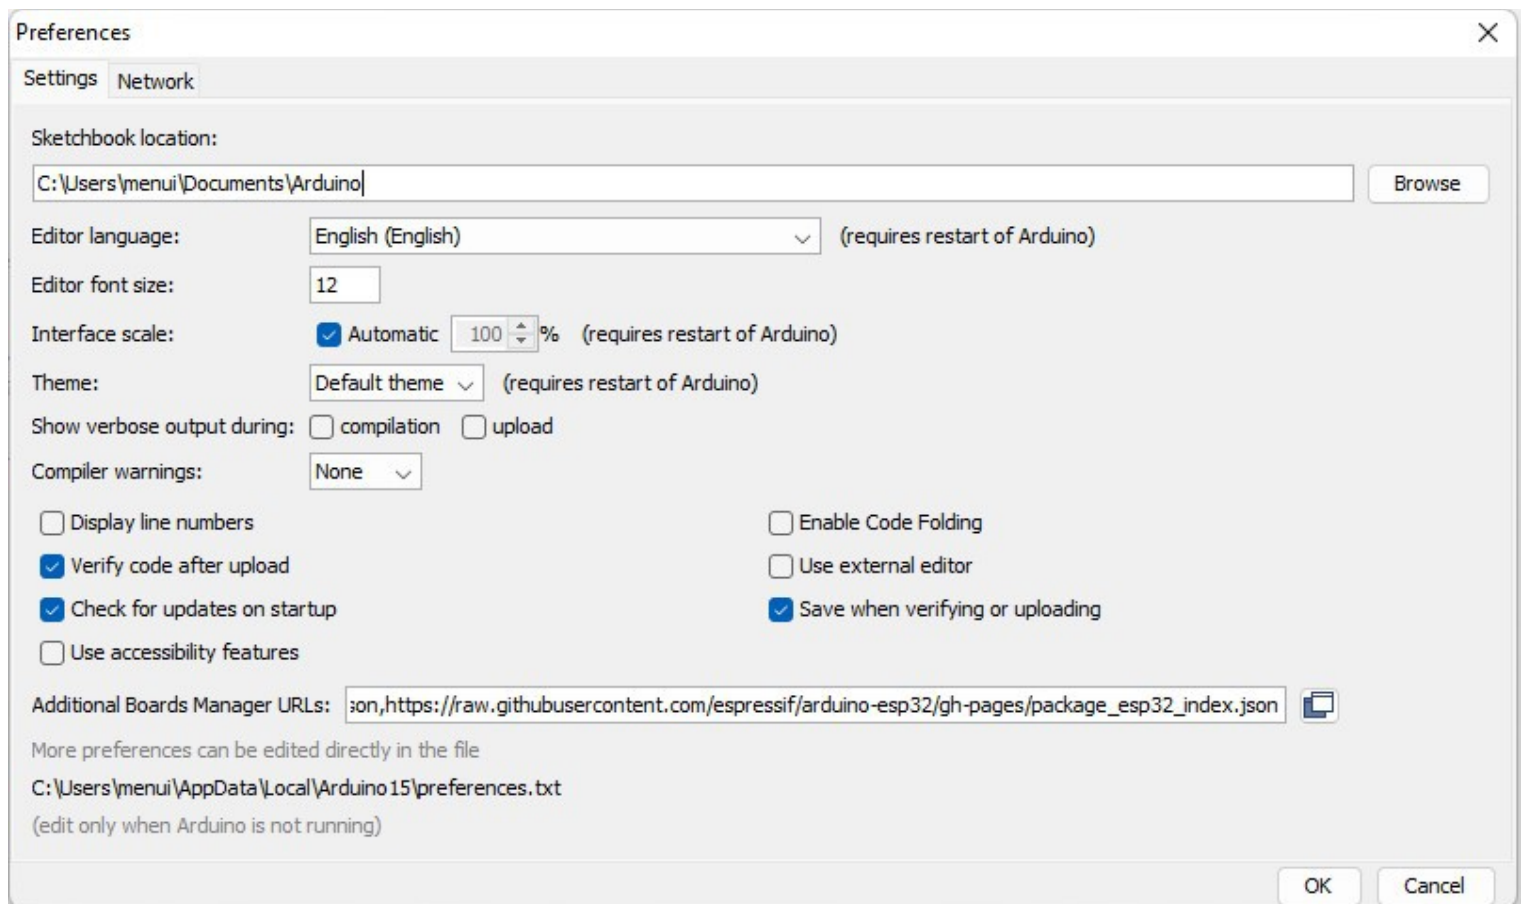 Preferences
Settings Network
Sketchbook location:
C:\Users\menui\Documents\Arduino Browse
Editor language: English (English) (requires restart of Arduino)
Editor font size: 12
Interface scale: Automatic 100 % (requires restart of Arduino)
Theme: Default theme (requires restart of Arduino)
Show verbose output during: compilation upload
Compiler warnings: None
Display line numbers Enable Code Folding
Verify code after upload Use external editor
Check for updates on startup Save when verifying or uploading
Use accessibility features
Additional Boards Manager URLs: son,https://raw.githubusercontent.com/espressif/arduino-esp32/gh-pages/package_esp32_index.json
More preferences can be edited directly in the file
C:\Users\menui\AppData\Local\Arduino15\preferences.txt
(edit only when Arduino is not running)
OK Cancel